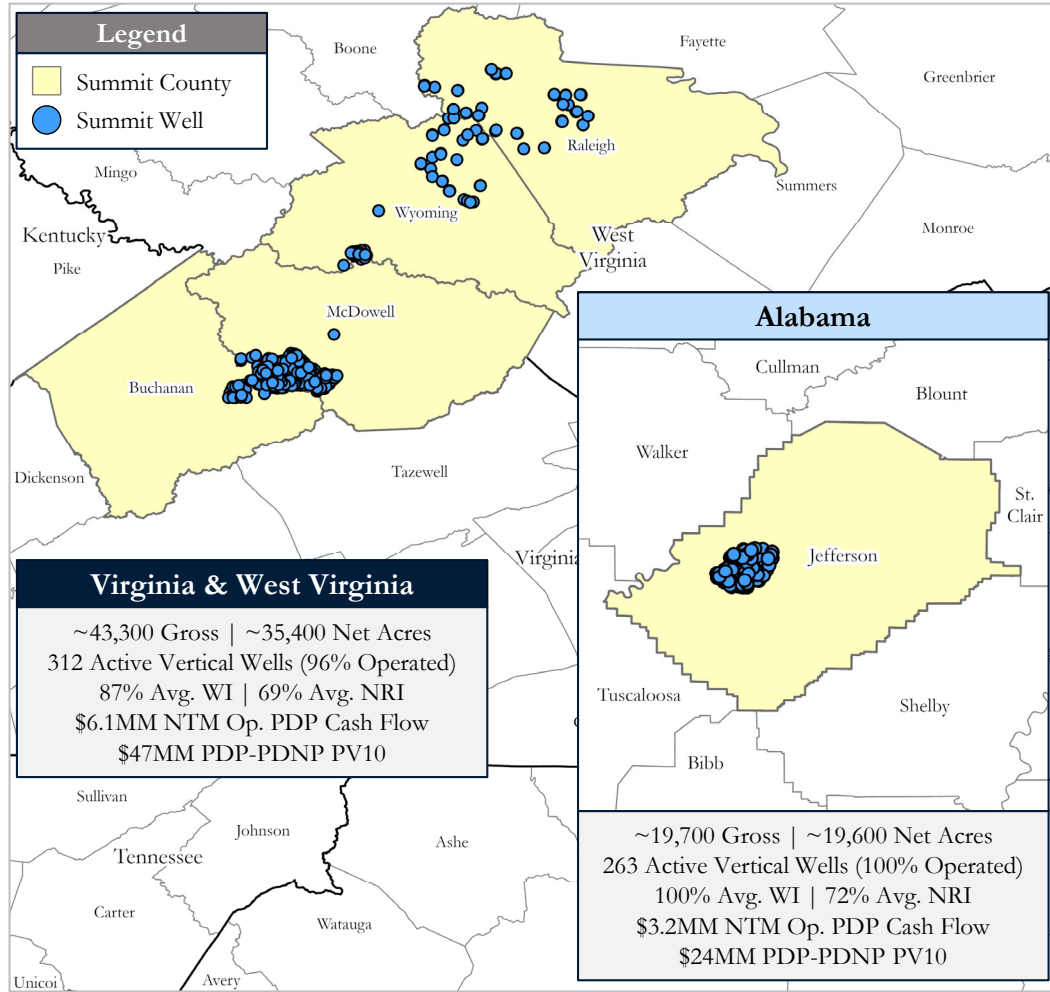 Legend
Summit County
Summit Well
Boone
Fayette
Greenbrier
Mingo
Raleigh
Summers
Wyoming
Kentucky
West
Virginia
Monroe
Pike
McDowell
Buchanan
Dickenson
Tazewell
Virginia
Alabama
Cullman
Blount
Walker
St.
Clair
Jefferson
Tuscaloosa
Shelby
Bibb
Virginia & West Virginia
~43,300 Gross | ~35,400 Net Acres
312 Active Vertical Wells (96% Operated)
87% Avg. WI | 69% Avg. NRI
$6.1MM NTM Op. PDP Cash Flow
$47MM PDP-PDNP PV10
~19,700 Gross | ~19,600 Net Acres
263 Active Vertical Wells (100% Operated)
100% Avg. WI | 72% Avg. NRI
$3.2MM NTM Op. PDP Cash Flow
$24MM PDP-PDNP PV10
Sullivan
Johnson
Ashe
Tennessee
Carter
Watauga
Unicoi
Avery